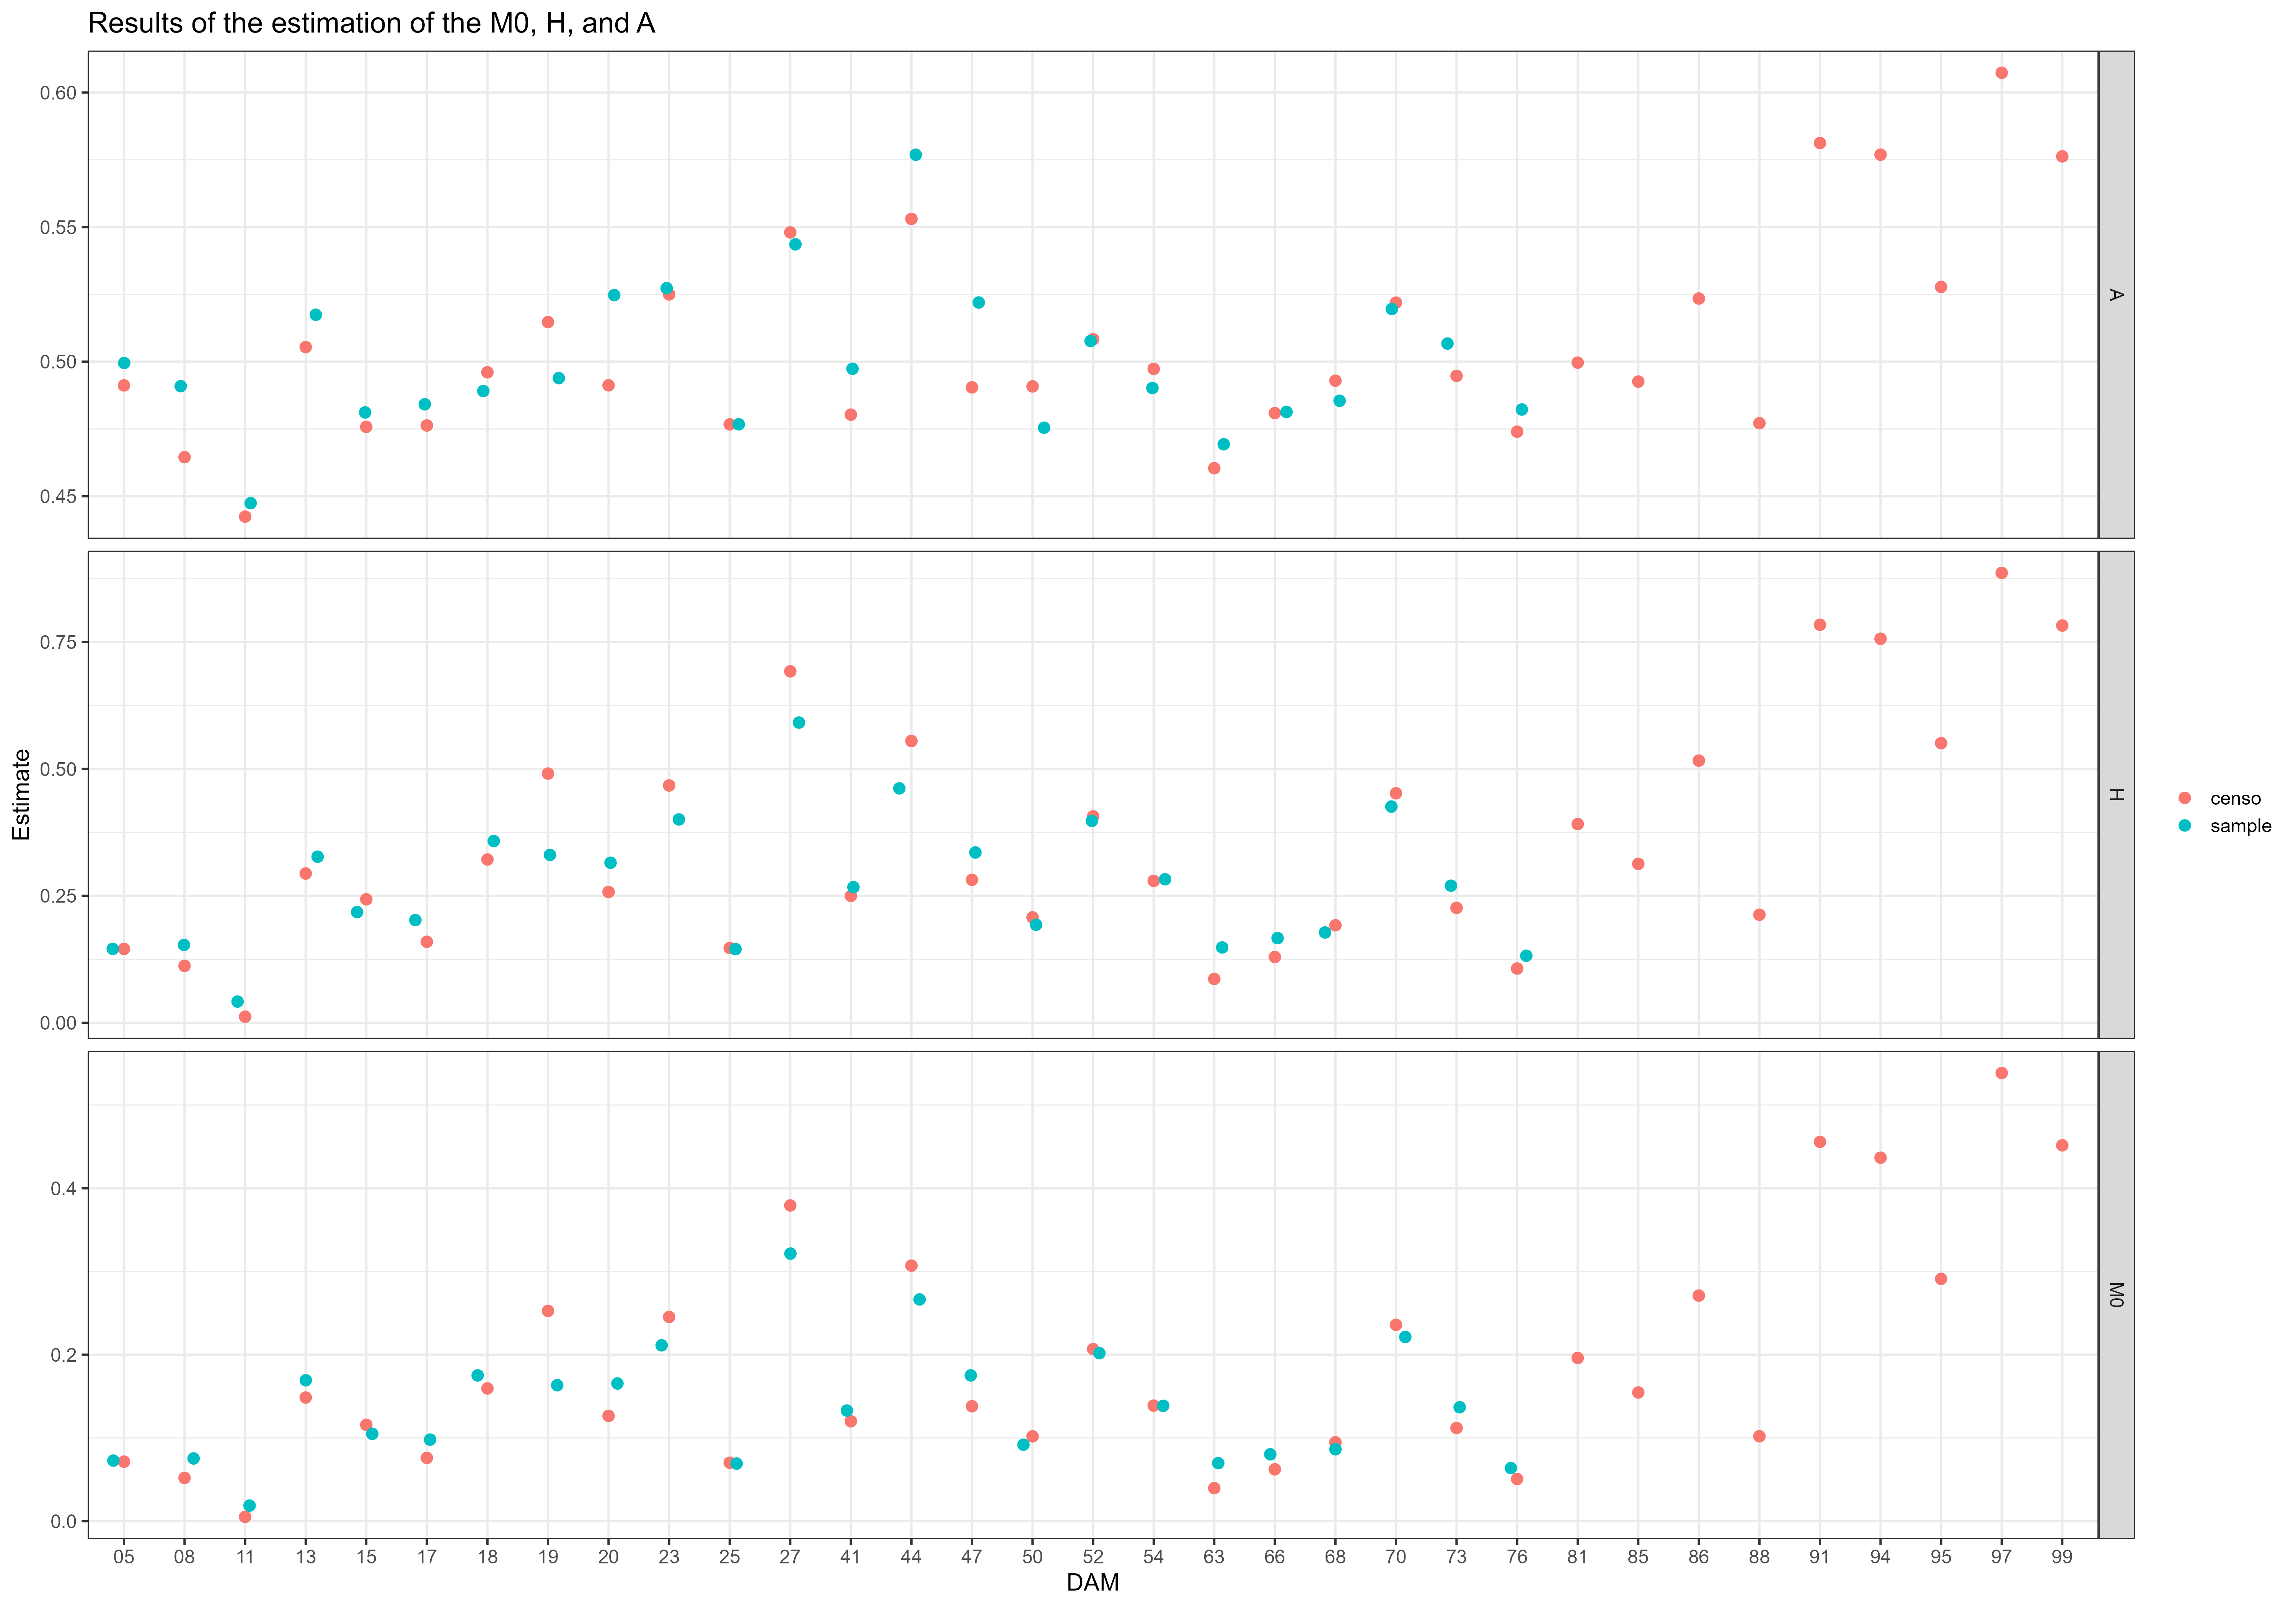 Results of the estimation of the M0, H, and A
0.60
0.55
0.50
0.45
A
0.75
0.50
0.25
0.00
H
Estimate
censo
sample
0.4
0.2
0.0
M0
05 08 11 13 15 17 18 19 20 23 25 27 41 44 47 50 52 54 63 66 68 70 73 76 81 85 86 88 91 94 95 97 99
DAM